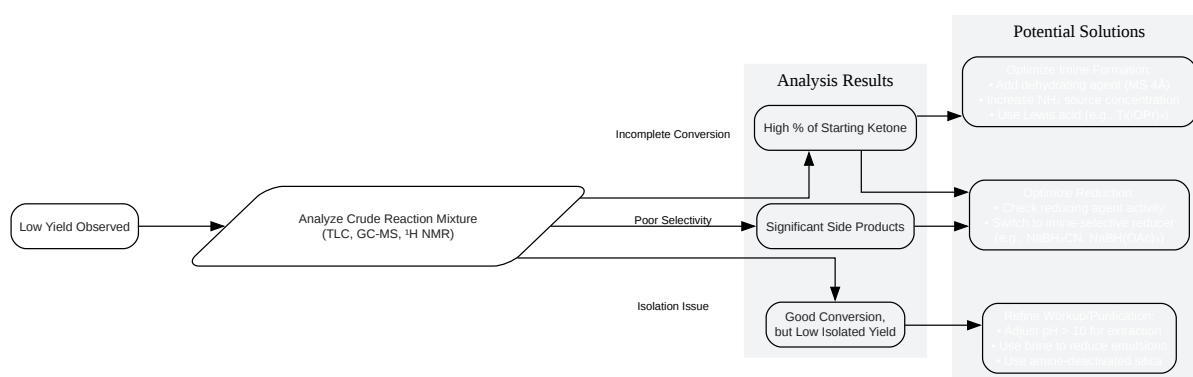 Potential Solutions
Optimize Imine Formation:
• Add dehydrating agent (MS 4Å)
• Increase NH₃ source concentration
• Use Lewis acid (e.g., Ti(iOPr)₄)
Analysis Results
High % of Starting Ketone
Incomplete Conversion
Low Yield Observed
Analyze Crude Reaction Mixture
(TLC, GC-MS, ¹H NMR)
Poor Selectivity
Significant Side Products
Optimize Reduction:
• Check reducing agent activity
• Switch to imine-selective reducer
(e.g., NaBH₃CN, NaBH(OAc)₃)
Isolation Issue
Good Conversion,
but Low Isolated Yield
Refine Workup/Purification:
• Adjust pH > 10 for extraction
• Use brine to reduce emulsions
• Use amine-deactivated silica